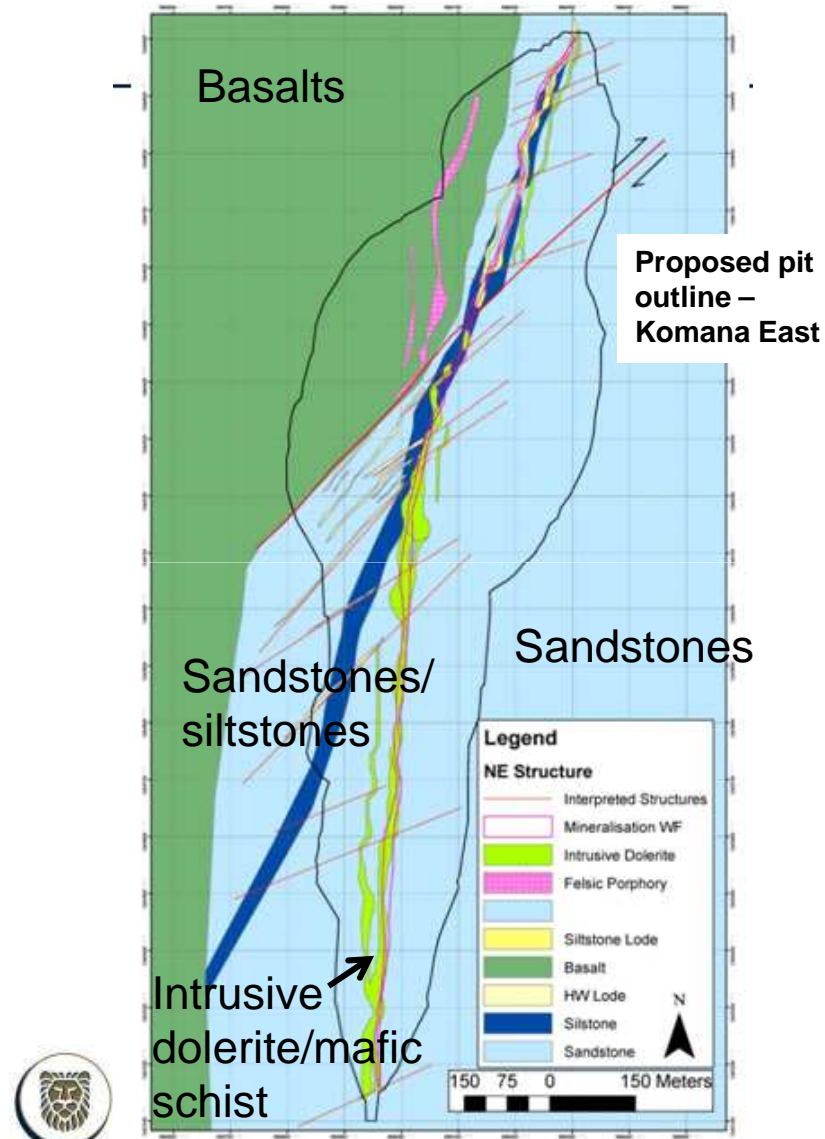 Basalts
Proposed pit
outline –
Komana East
Sandstones
Sandstones/
siltstones
Intrusive
dolerite/mafic
schist
Legend
NE Structure
Interpreted Structures
Mineralisation WF
Intrusive Dolerite
Felsic Porphory
Siltstone Lode
Basalt
HW Lode
Silstone
Sandstone
N
150 75 0 150 Meters